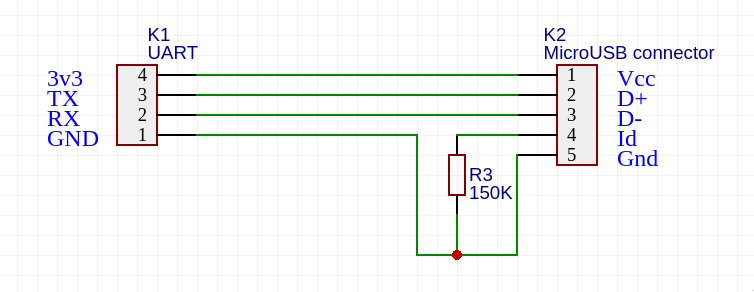 K1
UART
K2
MicroUSB connector
3v3
4
1
Vcc
TX
3
2
D+
RX
2
3
D-
GND
1
4
Id
5
Gnd
R3
150K